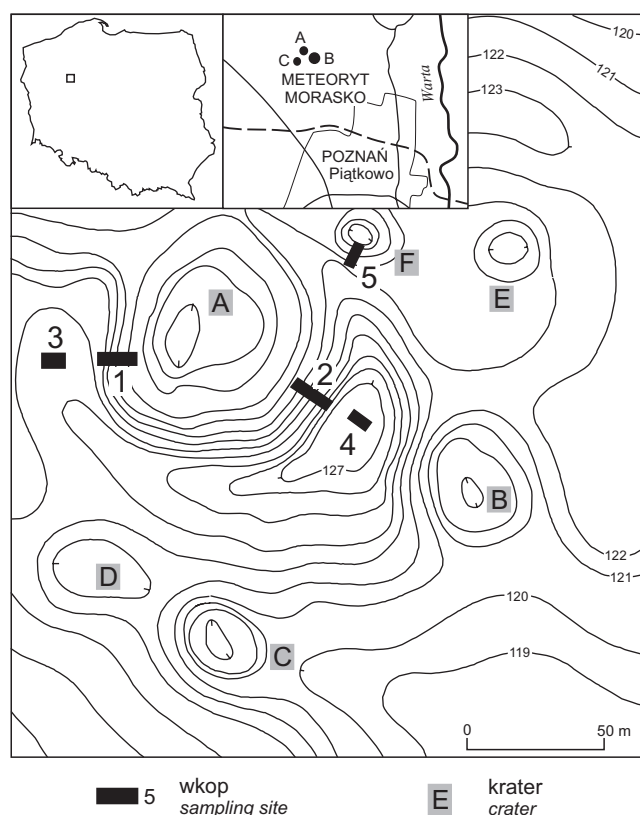 A
C
B
METEORYT
MORASKO
Warta
POZNAŃ
Piątkowo
120
121
122
123
F
5
E
A
3
1
2
4
127
B
D
C
122
121
120
119
0
50 m
5
wkop
sampling site
E
krater
crater